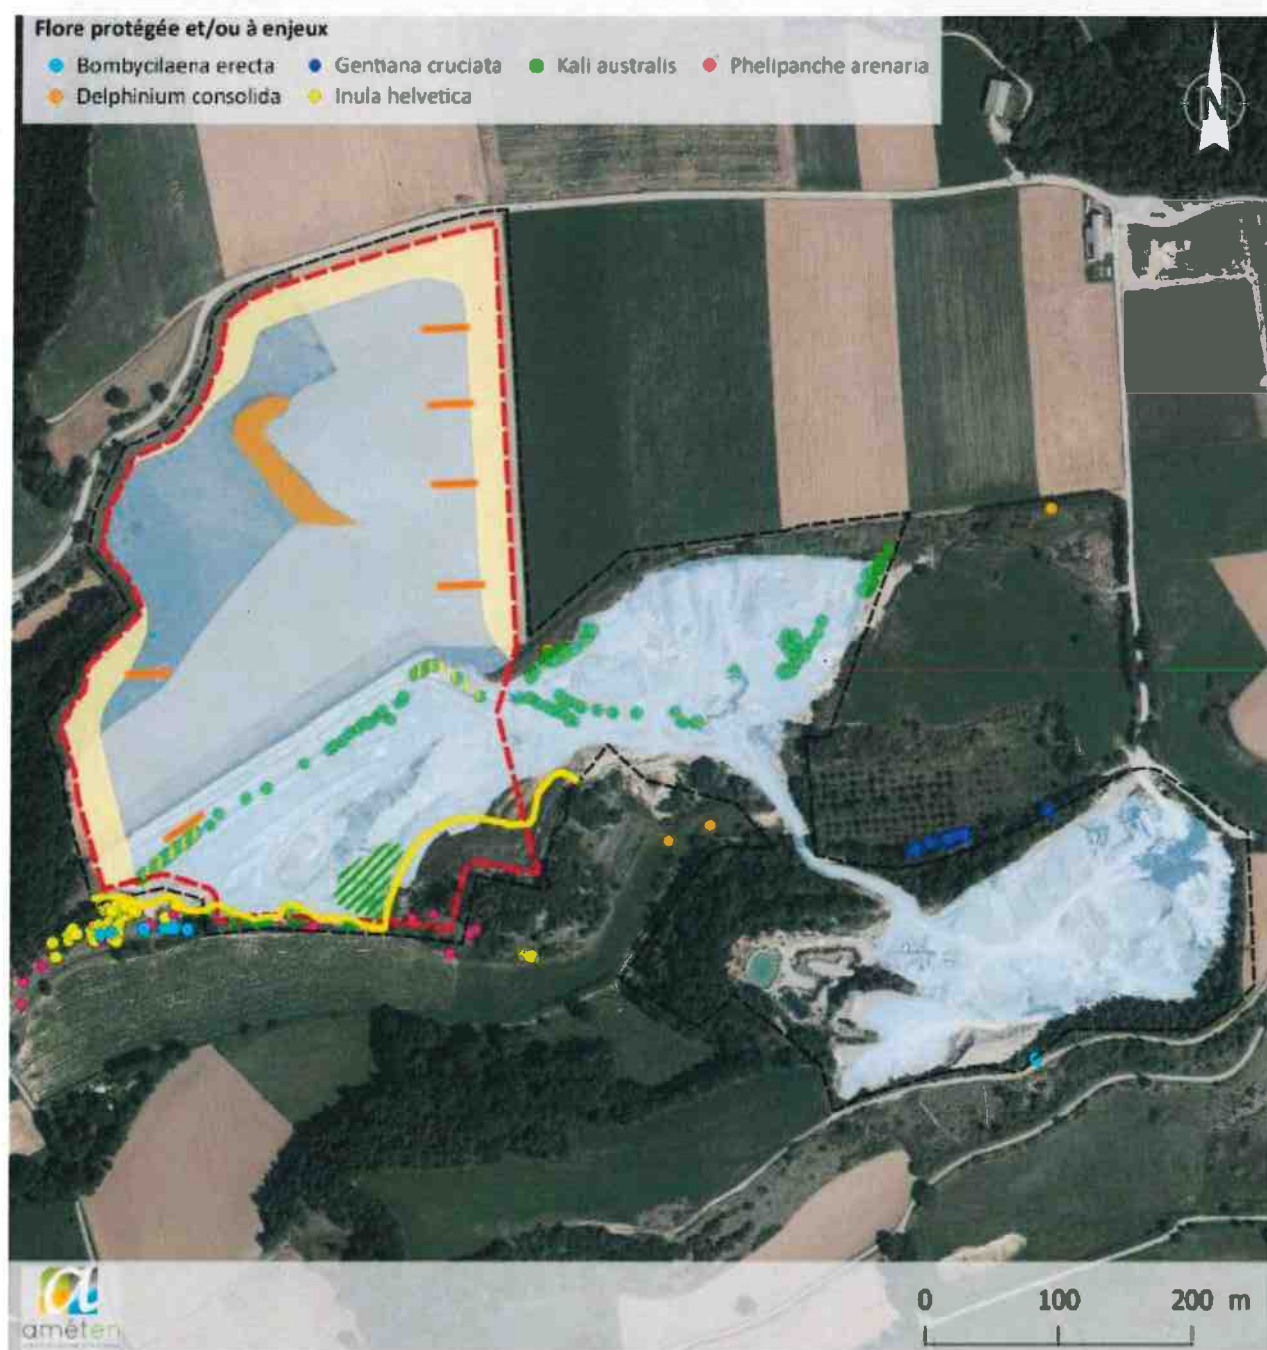 Flore protégée et/ou à enjeux
Bombycilaena erecta Gentiana cruciata Kali australis Phelipanche arenaria
Delphinium consolida Inula helvetica
N
améten
0 100 200 m